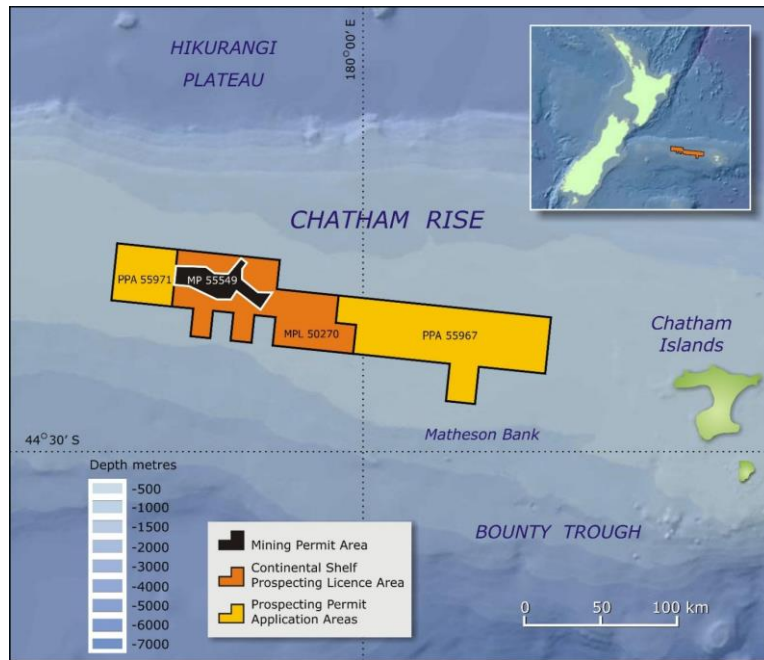 HIKURANGI
PLATEAU
180°00' E
CHATHAM RISE
PPA 55971
MP 55549
MPL 50270
PPA 55967
Chatham
Islands
Matheson Bank
44°30' S
BOUNTY TROUGH
Depth metres
-500
-1000
-1500
-2000
-3000
-4000
-5000
-6000
-7000
Mining Permit Area
Continental Shelf
Prospecting Licence Area
Prospecting Permit
Application Areas
0 50 100 km